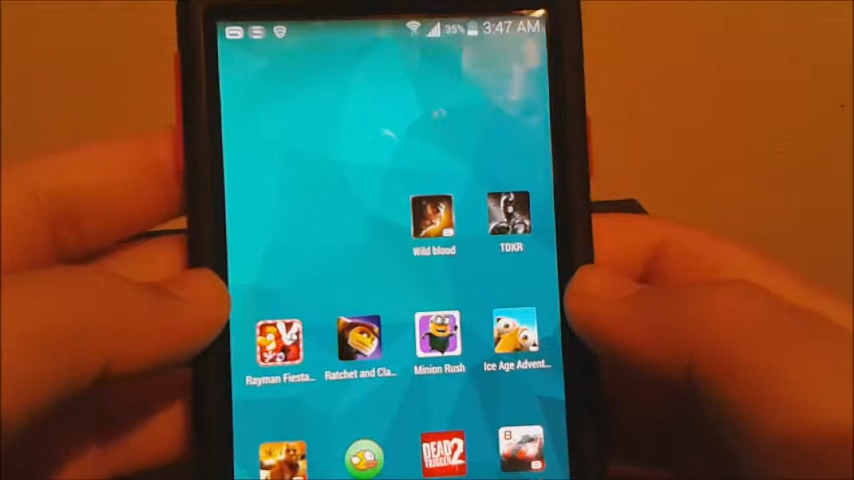 35% 3:47 AM
Wild blood TDKR
Rayman Fiesta... Ratchet and Cla... Minion Rush Ice Age Advent...
DEAD TRIGGER 2